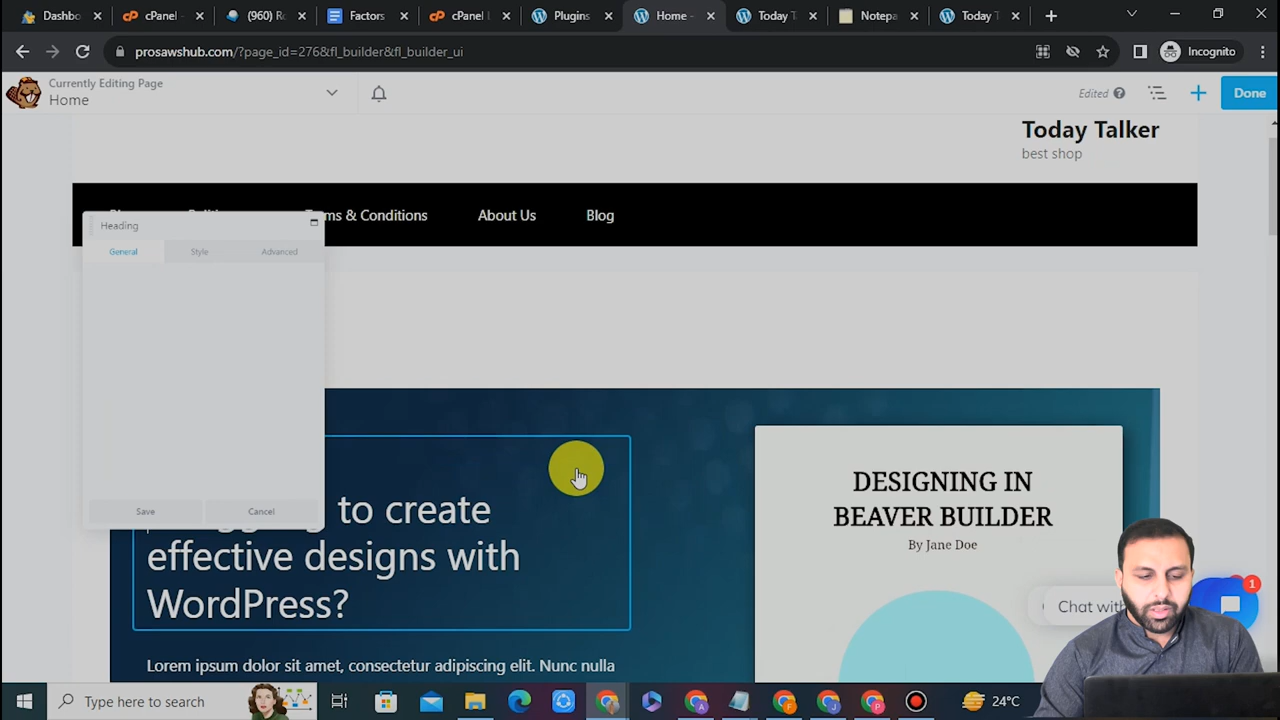 Dashbo
cPanel -
(960) Ro
Factors
cPanel L
Plugins
Home -
Today T
Notepa
Today T
prosawshub.com/?page_id=276&fl_builder&fl_builder_ui
Incognito
Currently Editing Page
Home
Edited
Done
Today Talker
best shop
Terms & Conditions
About Us
Blog
Heading
General
Style
Advanced
Save
Cancel
to create
effective designs with
WordPress?
Lorem ipsum dolor sit amet, consectetur adipiscing elit. Nunc nulla
DESIGNING IN
BEAVER BUILDER
By Jane Doe
Chat with
1
Type here to search
24°C